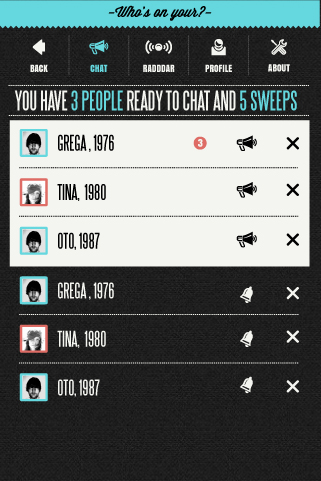 -Who's on your?-
BACK
CHAT
RADDDAR
PROFILE
ABOUT
YOU HAVE 3 PEOPLE READY TO CHAT AND 5 SWEEPS
GREGA, 1976
3
TINA, 1980
OTO, 1987
GREGA, 1976
TINA, 1980
OTO, 1987